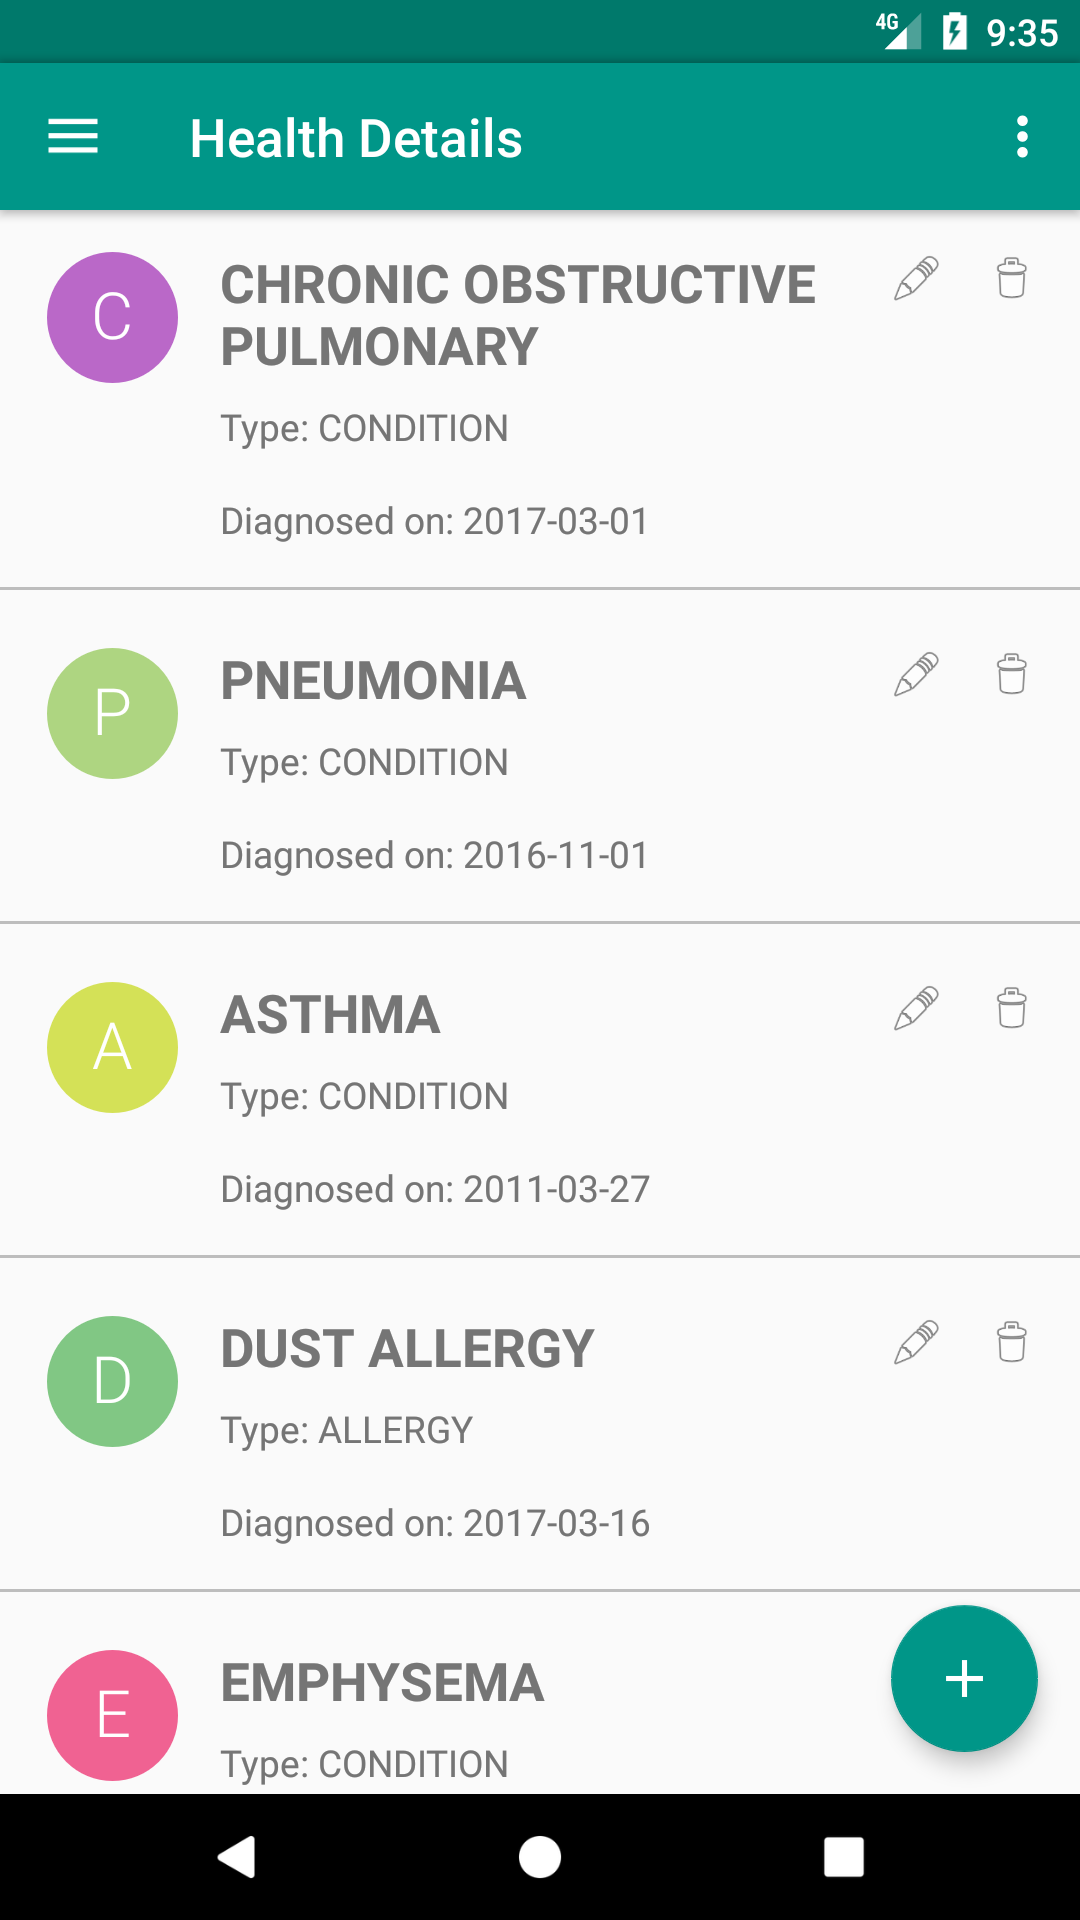 4G 9:35
Health Details
C
CHRONIC OBSTRUCTIVE
PULMONARY
Type: CONDITION
Diagnosed on: 2017-03-01
P
PNEUMONIA
Type: CONDITION
Diagnosed on: 2016-11-01
A
ASTHMA
Type: CONDITION
Diagnosed on: 2011-03-27
D
DUST ALLERGY
Type: ALLERGY
Diagnosed on: 2017-03-16
E
EMPHYSEMA
Type: CONDITION